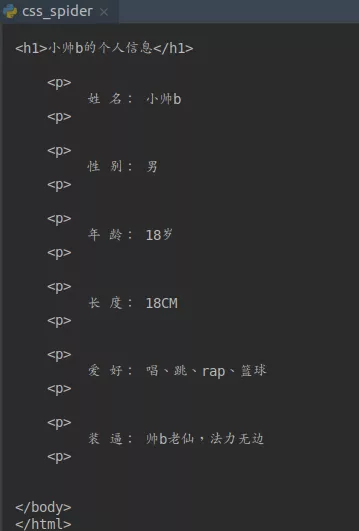 css_spider ×
<h1>小帅b的个人信息</h1>
<p>
姓 名： 小帅b
<p>
<p>
性 别： 男
<p>
<p>
年 龄： 18岁
<p>
<p>
长 度： 18CM
<p>
<p>
爱 好： 唱、跳、rap、篮球
<p>
<p>
装 逼： 帅b老仙，法力无边
<p>
</body>
</html>